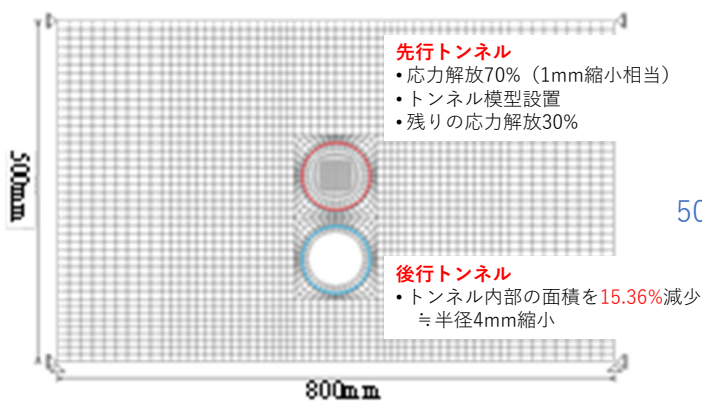 先行トンネル
• 応力解放70%（1mm縮小相当）
• トンネル模型設置
• 残りの応力解放30%
500mm
50
後行トンネル
• トンネル内部の面積を15.36%減少
≒半径4mm縮小
800mm